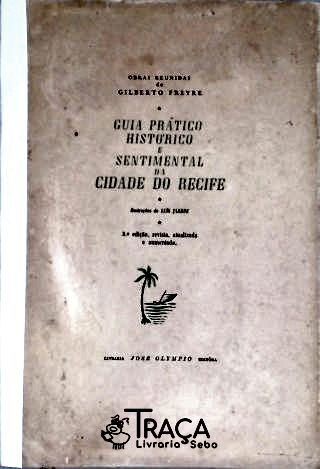 OBRAS REUNIDAS
de
GILBERTO FREYRE
GUIA PRÁTICO
HISTÓRICO
E
SENTIMENTAL
DA
CIDADE DO RECIFE
Ilustrações de LUÍS JARDIM
edição, revista, atualizada
e aumentada.
LIVRARIA JOSÉ OLYMPIO EDITÔRA
TRAÇA
Livraria e Sebo